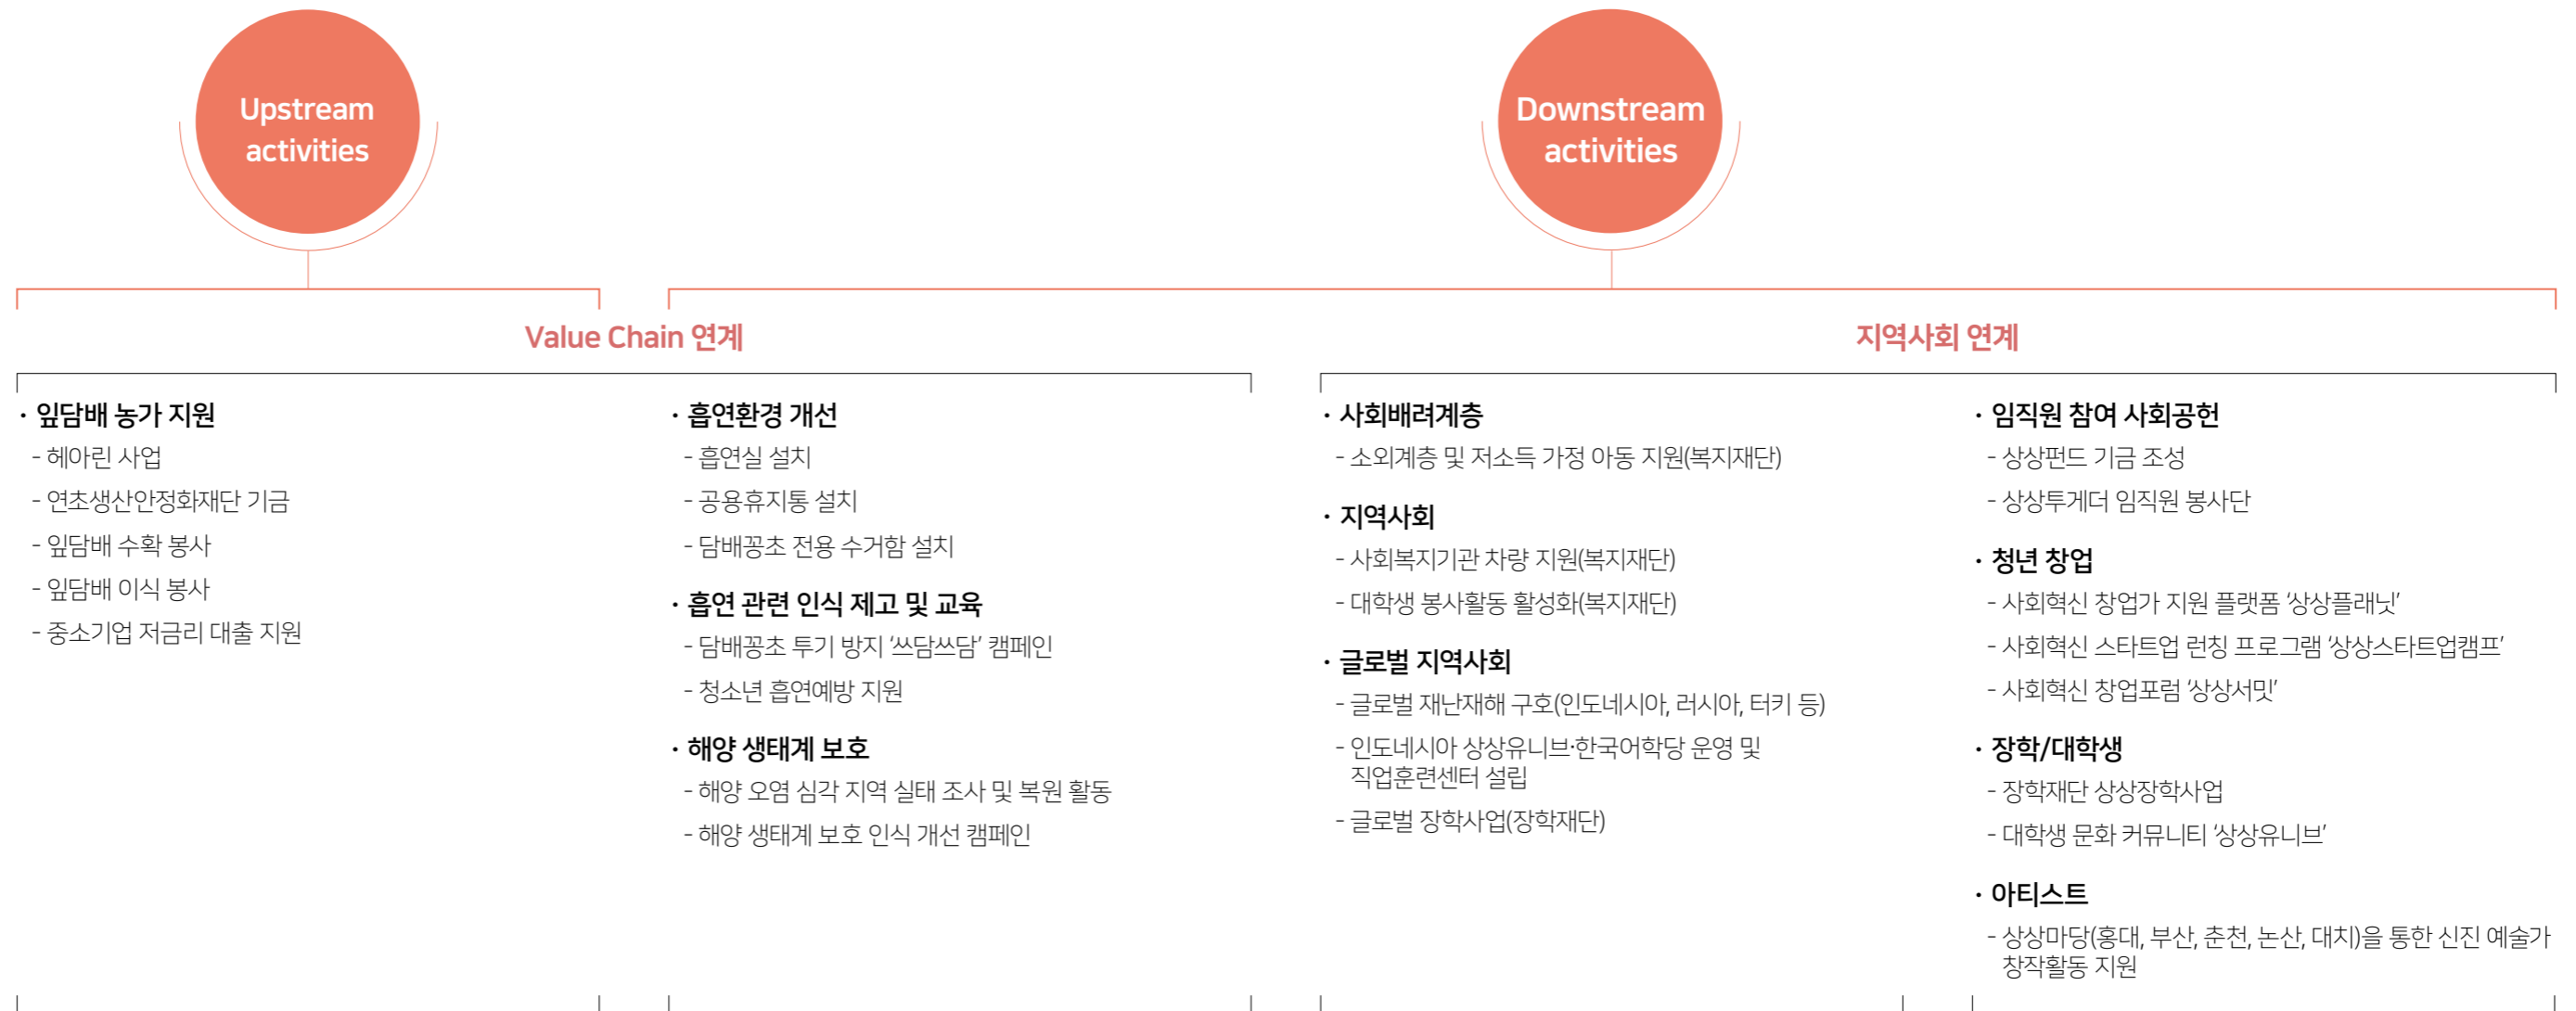 Upstream
activities
Downstream
activities
Value Chain 연계
지역사회 연계
· 잎담배 농가 지원
- 헤아린 사업
- 연초생산안정화재단 기금
- 잎담배 수확 봉사
- 잎담배 이식 봉사
- 중소기업 저금리 대출 지원
· 흡연환경 개선
- 흡연실 설치
- 공용휴지통 설치
- 담배꽁초 전용 수거함 설치
· 흡연 관련 인식 제고 및 교육
- 담배꽁초 투기 방지 ‘쓰담쓰담’ 캠페인
- 청소년 흡연예방 지원
· 해양 생태계 보호
- 해양 오염 심각 지역 실태 조사 및 복원 활동
- 해양 생태계 보호 인식 개선 캠페인
· 사회배려계층
- 소외계층 및 저소득 가정 아동 지원(복지재단)
· 지역사회
- 사회복지기관 차량 지원(복지재단)
- 대학생 봉사활동 활성화(복지재단)
· 글로벌 지역사회
- 글로벌 재난재해 구호(인도네시아, 러시아, 터키 등)
- 인도네시아 상상유니브·한국어학당 운영 및
직업훈련센터 설립
- 글로벌 장학사업(장학재단)
· 임직원 참여 사회공헌
- 상상펀드 기금 조성
- 상상투게더 임직원 봉사단
· 청년 창업
- 사회혁신 창업가 지원 플랫폼 ‘상상플래닛’
- 사회혁신 스타트업 런칭 프로그램 ‘상상스타트업캠프’
- 사회혁신 창업포럼 ‘상상서밋’
· 장학/대학생
- 장학재단 상상장학사업
- 대학생 문화 커뮤니티 ‘상상유니브’
· 아티스트
- 상상마당(홍대, 부산, 춘천, 논산, 대치)을 통한 신진 예술가
창작활동 지원